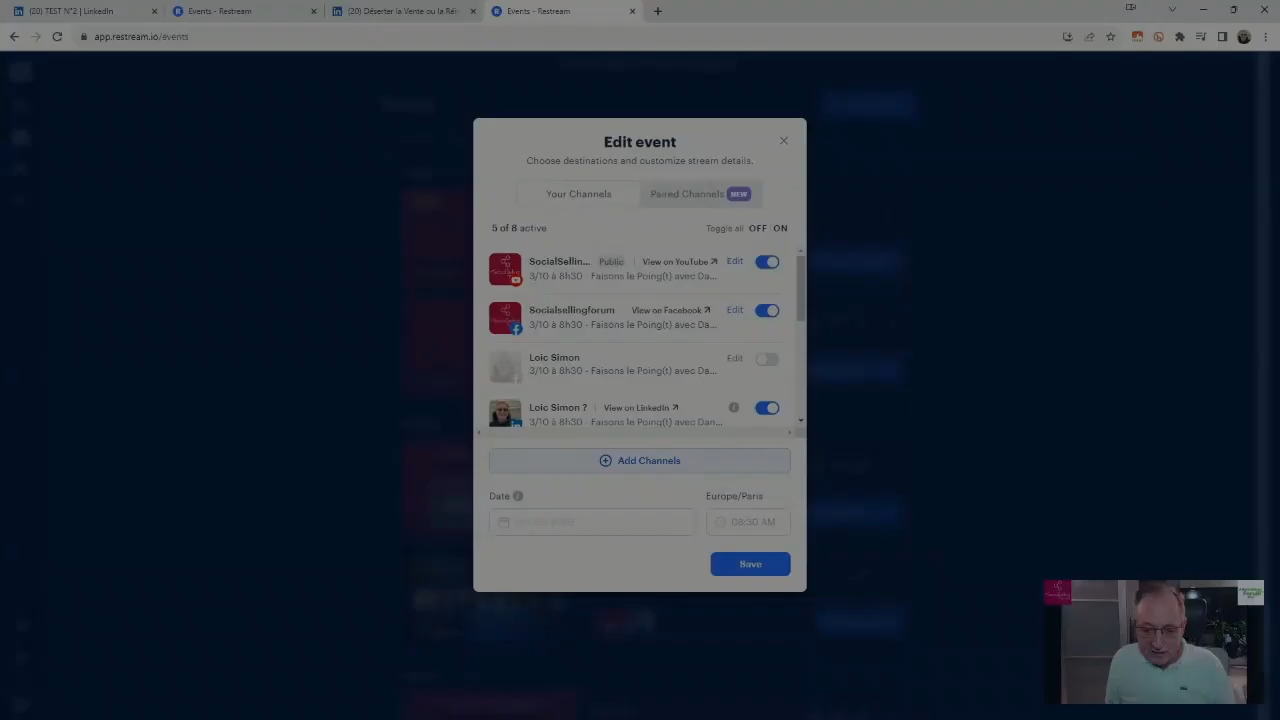 (20) TEST N°2 | LinkedIn
Events - Restream
(20) Déserter la Vente ou la Réi
Events - Restream
app.restream.io/events
Edit event
Choose destinations and customize stream details.
Your Channels
Paired Channels NEW
5 of 8 active
Toggle all OFF ON
SocialSellin... Public View on YouTube Edit
3/10 à 8h30 - Faisons le Poing(t) avec Da...
Socialsellingforum View on Facebook Edit
3/10 à 8h30 - Faisons le Poing(t) avec Da...
Loic Simon Edit
3/10 à 8h30 - Faisons le Poing(t) avec Da...
Loic Simon ? View on LinkedIn
3/10 à 8h30 - Faisons le Poing(t) avec Dan...
Add Channels
Date
Europe/Paris
08:30 AM
Save